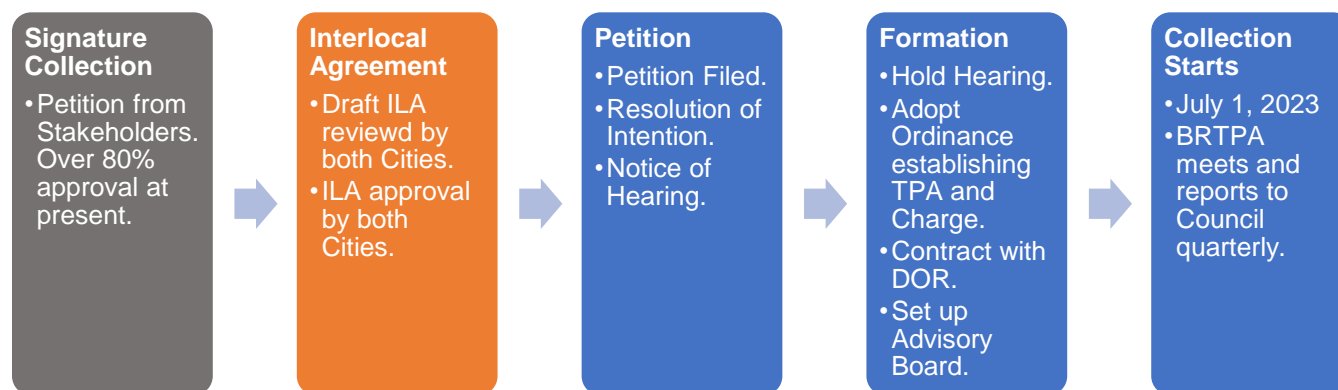 Signature
Collection
•Petition from
Stakeholders.
Over 80%
approval at
present.
Interlocal
Agreement
•Draft ILA
reviewd by
both Cities.
•ILA approval
by both
Cities.
Petition
•Petition Filed.
•Resolution of
Intention.
•Notice of
Hearing.
Formation
•Hold Hearing.
•Adopt
Ordinance
establishing
TPA and
Charge.
•Contract with
DOR.
•Set up
Advisory
Board.
Collection
Starts
•July 1, 2023
•BRTPA
meets and
reports to
Council
quarterly.